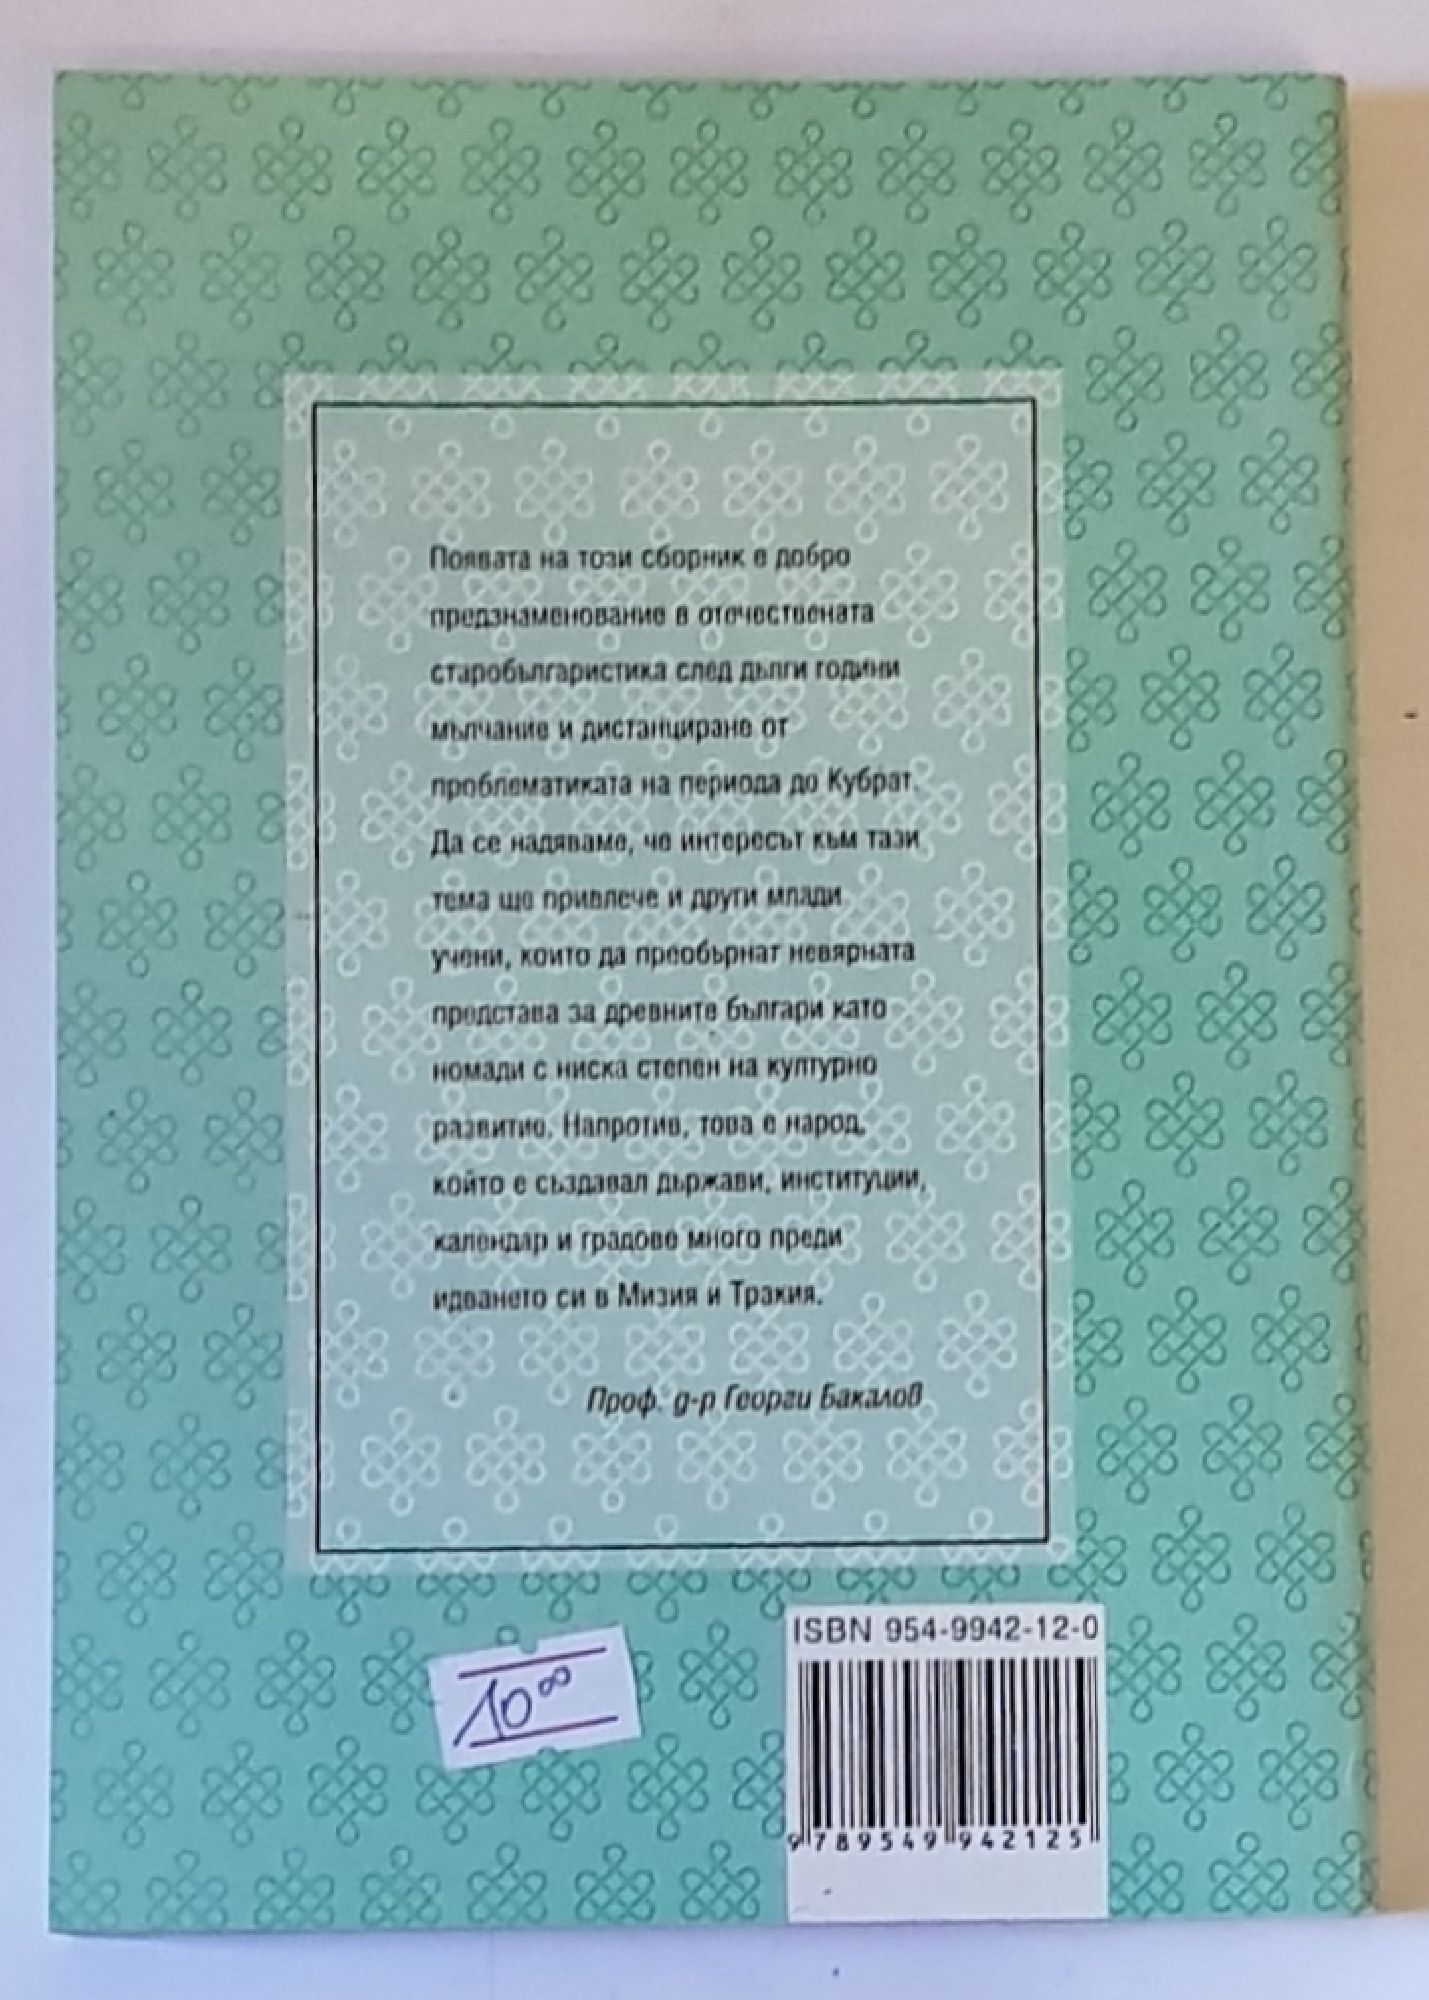 Появата на този сборник е добро
предзнаменование в отечествената
старобългаристика след дълги години
мълчание и дистанциране от
проблематиката на периода до Кубрат.
Да се надяваме, че интересът към тази
тема ще привлече и други млади
учени, които да преобърнат невярната
представа за древните българи като
номади с ниска степен на културно
развитие. Напротив, това е народ,
който е създавал държави, институции,
календар и градове много преди
идването си в Мизия и Тракия.
Проф. д-р Георги Бакалов
10⁰⁰
ISBN 954-9942-12-0
9 789549 942125